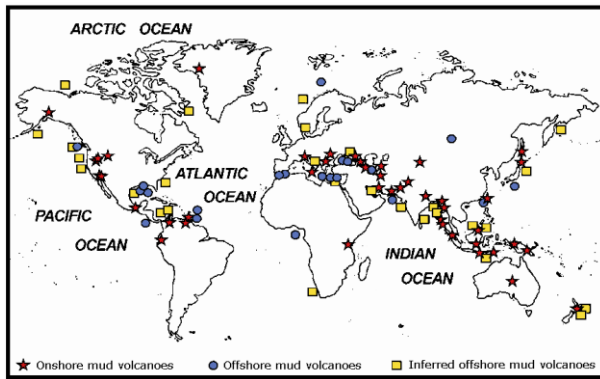 ARCTIC OCEAN
ATLANTIC
OCEAN
PACIFIC
OCEAN
INDIAN
OCEAN
Onshore mud volcanoes
Offshore mud volcanoes
Inferred offshore mud volcanoes